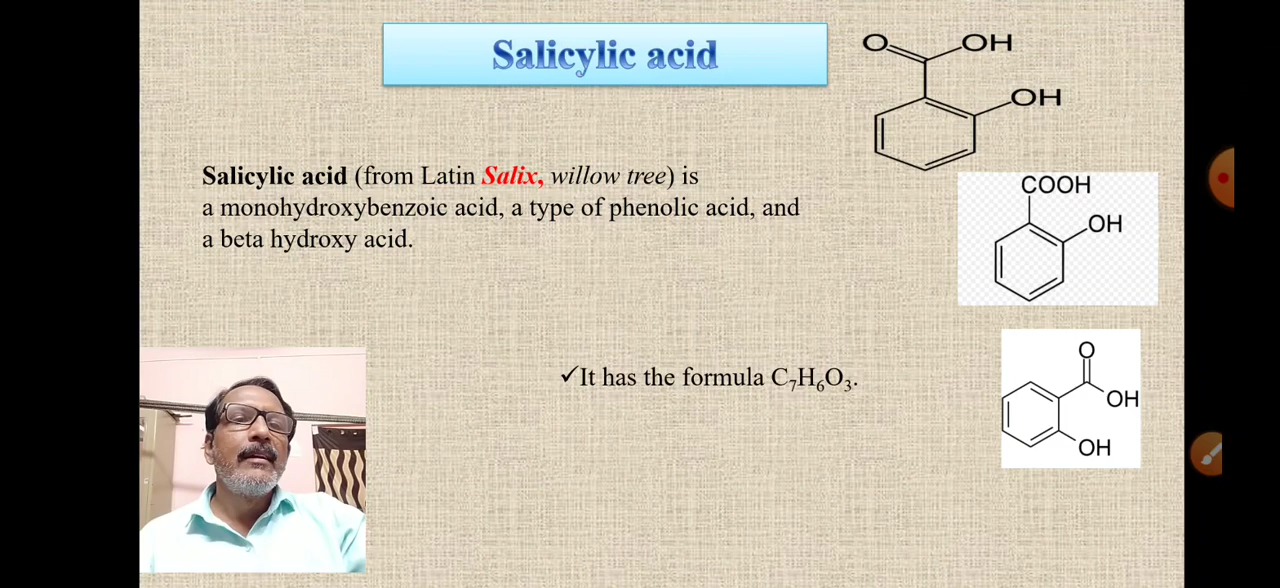 Salicylic acid
O OH
OH
Salicylic acid (from Latin Salix, willow tree) is
a monohydroxybenzoic acid, a type of phenolic acid, and
a beta hydroxy acid.
COOH
OH
✓It has the formula C₇H₆O₃.
O
OH
OH